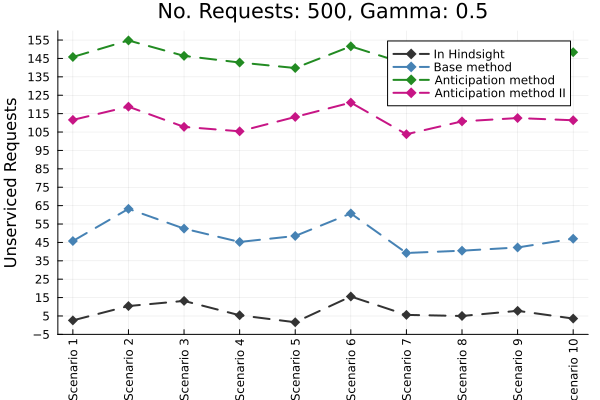 No. Requests: 500, Gamma: 0.5
Unserviced Requests
155
145
135
125
115
105
95
85
75
65
55
45
35
25
15
5
−5
In Hindsight
Base method
Anticipation method
Anticipation method II
Scenario 1
Scenario 2
Scenario 3
Scenario 4
Scenario 5
Scenario 6
Scenario 7
Scenario 8
Scenario 9
cenario 10